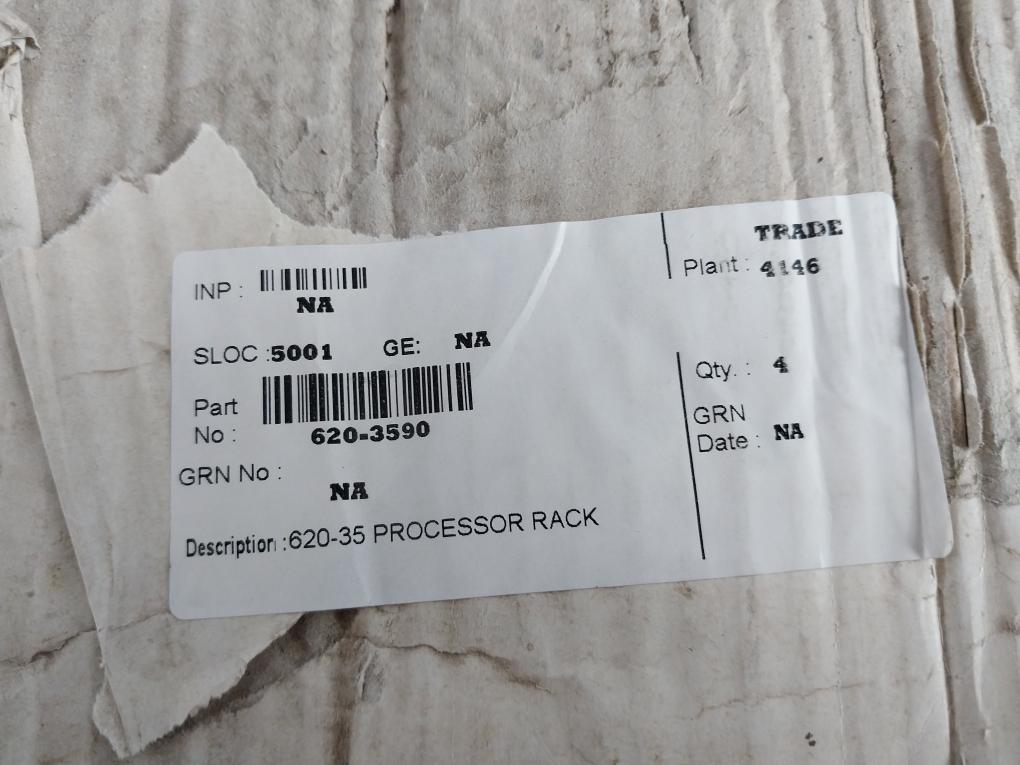 TRADE
INP :
NA
Plant : 4146
SLOC :5001 GE: NA
Part
No :
620-3590
Qty. : 4
GRN
Date : NA
GRN No :
NA
Description :620-35 PROCESSOR RACK